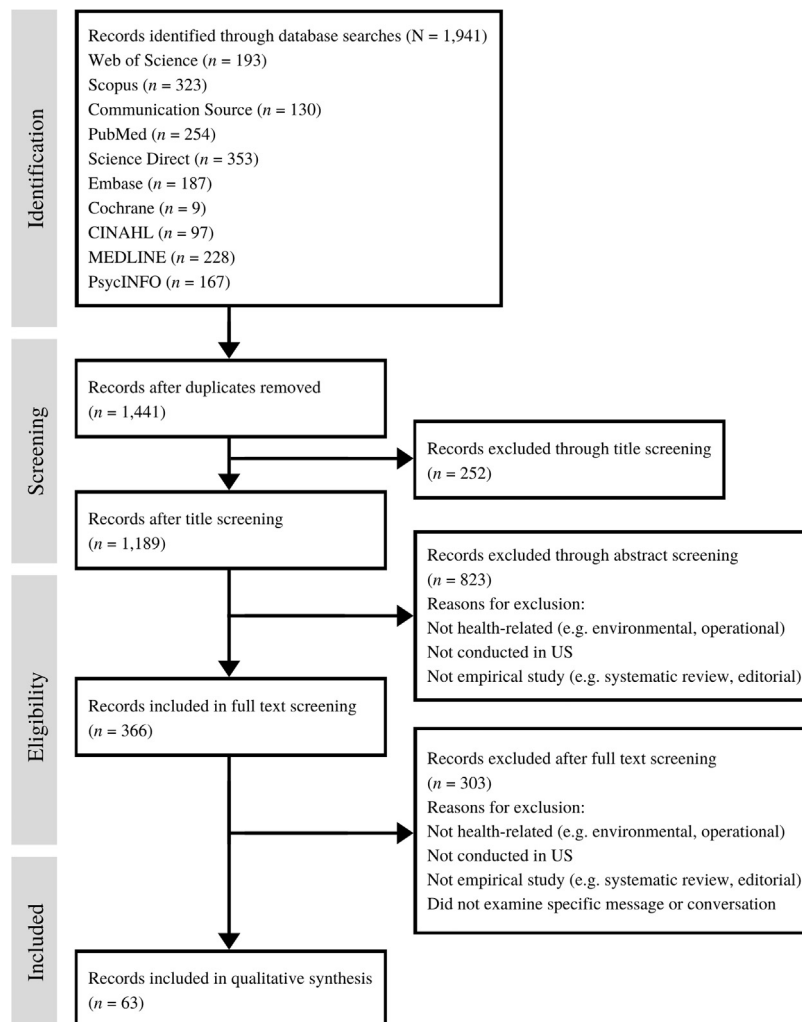 Identification
Records identified through database searches (N = 1,941)
Web of Science (n = 193)
Scopus (n = 323)
Communication Source (n = 130)
PubMed (n = 254)
Science Direct (n = 353)
Embase (n = 187)
Cochrane (n = 9)
CINAHL (n = 97)
MEDLINE (n = 228)
PsycINFO (n = 167)
Screening
Records after duplicates removed
(n = 1,441)
Records excluded through title screening
(n = 252)
Records after title screening
(n = 1,189)
Records excluded through abstract screening
(n = 823)
Reasons for exclusion:
Not health-related (e.g. environmental, operational)
Not conducted in US
Not empirical study (e.g. systematic review, editorial)
Eligibility
Records included in full text screening
(n = 366)
Records excluded after full text screening
(n = 303)
Reasons for exclusion:
Not health-related (e.g. environmental, operational)
Not conducted in US
Not empirical study (e.g. systematic review, editorial)
Did not examine specific message or conversation
Included
Records included in qualitative synthesis
(n = 63)